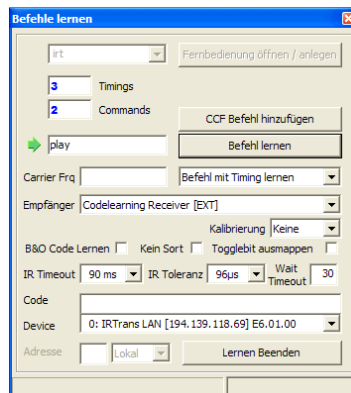 Befehle lernen
irt Fernbedienung öffnen / anlegen
3 Timings
2 Commands CCF Befehl hinzufügen
play Befehl lernen
Carrier Frq Befehl mit Timing lernen
Empfänger Codelearning Receiver [EXT]
Kalibrierung Keine
B&O Code Lernen Kein Sort Togglebit ausmappen
IR Timeout 90 ms IR Toleranz 96µs Wait Timeout 30
Code
Device 0: IRTrans LAN [194.139.118.69] E6.01.00
Adresse Lokal Lernen Beenden